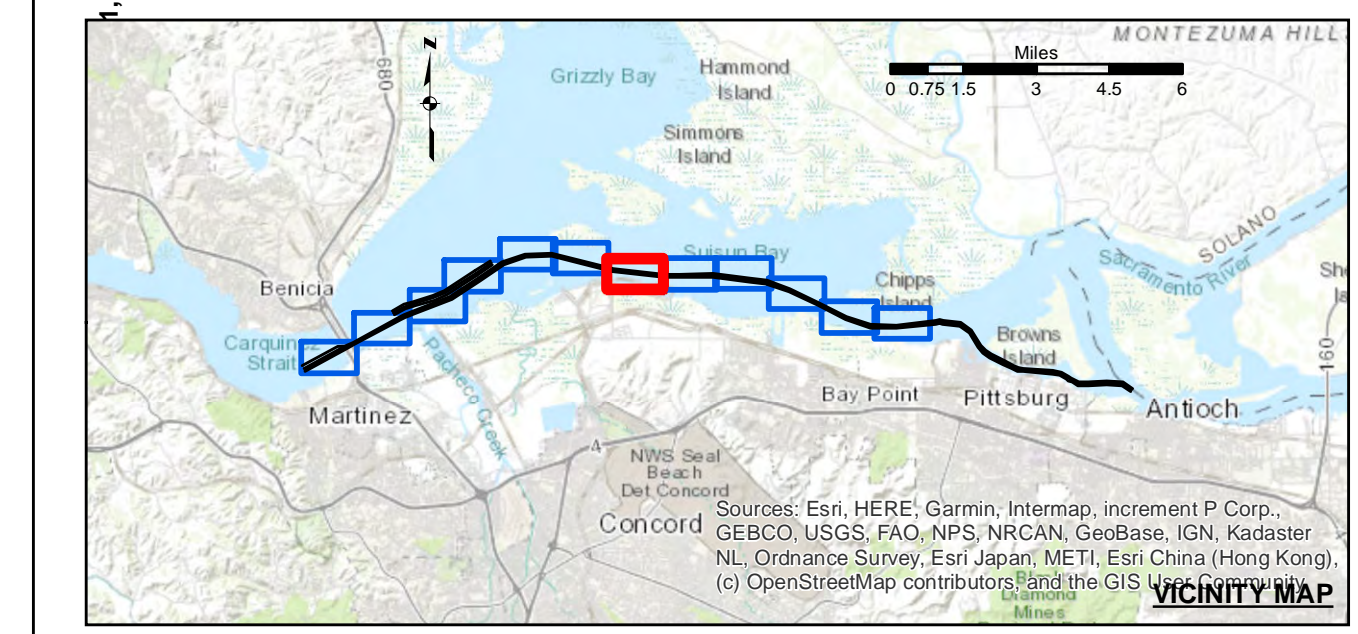 MONTEZUMA HILL
N
680
Grizzly Bay
Hammond
Island
Miles
0 0.75 1.5 3 4.5 6
Simmons
Island
SOLANO
Suisun Bay
Sacramento River
Benicia
Chipps
Island
Carquinez
Strait
Pacheco Creek
Browns
Island
160
Martinez
Bay Point
Pittsburg
Antioch
4
NWS Seal
Beach
Det Concord
Concord
Sources: Esri, HERE, Garmin, Intermap, increment P Corp.,
GEBCO, USGS, FAO, NPS, NRCAN, GeoBase, IGN, Kadaster
NL, Ordnance Survey, Esri Japan, METI, Esri China (Hong Kong),
(c) OpenStreetMap contributors, and the GIS User Community
Diamond
Mines
VICINITY MAP